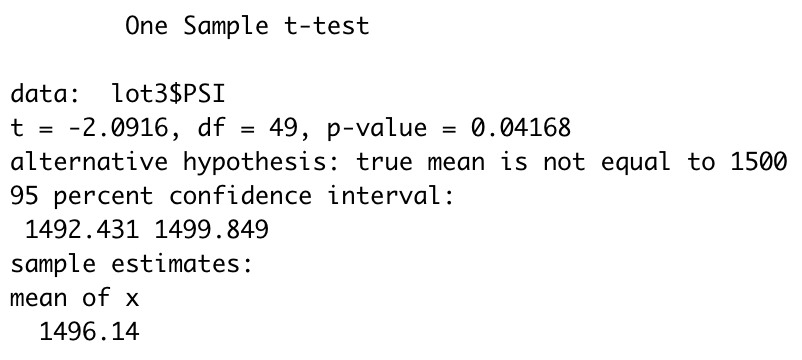 One Sample t-test
data:  lot3$PSI
t = -2.0916, df = 49, p-value = 0.04168
alternative hypothesis: true mean is not equal to 1500
95 percent confidence interval:
 1492.431 1499.849
sample estimates:
mean of x
  1496.14